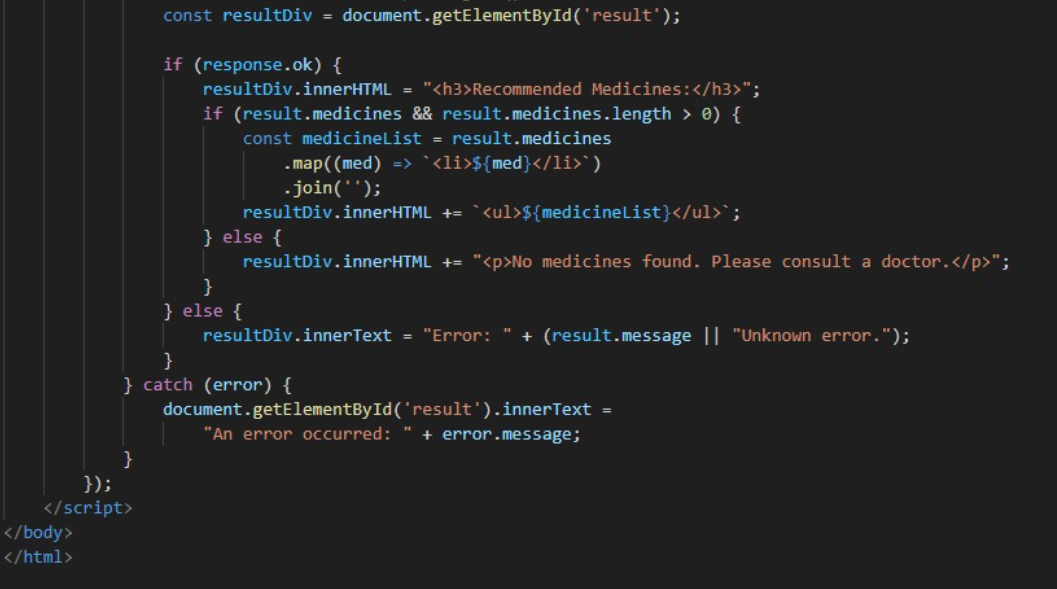 const resultDiv = document.getElementById('result');
if (response.ok) {
resultDiv.innerHTML = "<h3>Recommended Medicines:</h3>";
if (result.medicines && result.medicines.length > 0) {
const medicineList = result.medicines
.map((med) => `<li>${med}</li>`)
.join('');
resultDiv.innerHTML += `<ul>${medicineList}</ul>`;
} else {
resultDiv.innerHTML += "<p>No medicines found. Please consult a doctor.</p>";
}
} else {
resultDiv.innerText = "Error: " + (result.message || "Unknown error.");
}
} catch (error) {
document.getElementById('result').innerText =
"An error occurred: " + error.message;
}
});
</script>
</body>
</html>